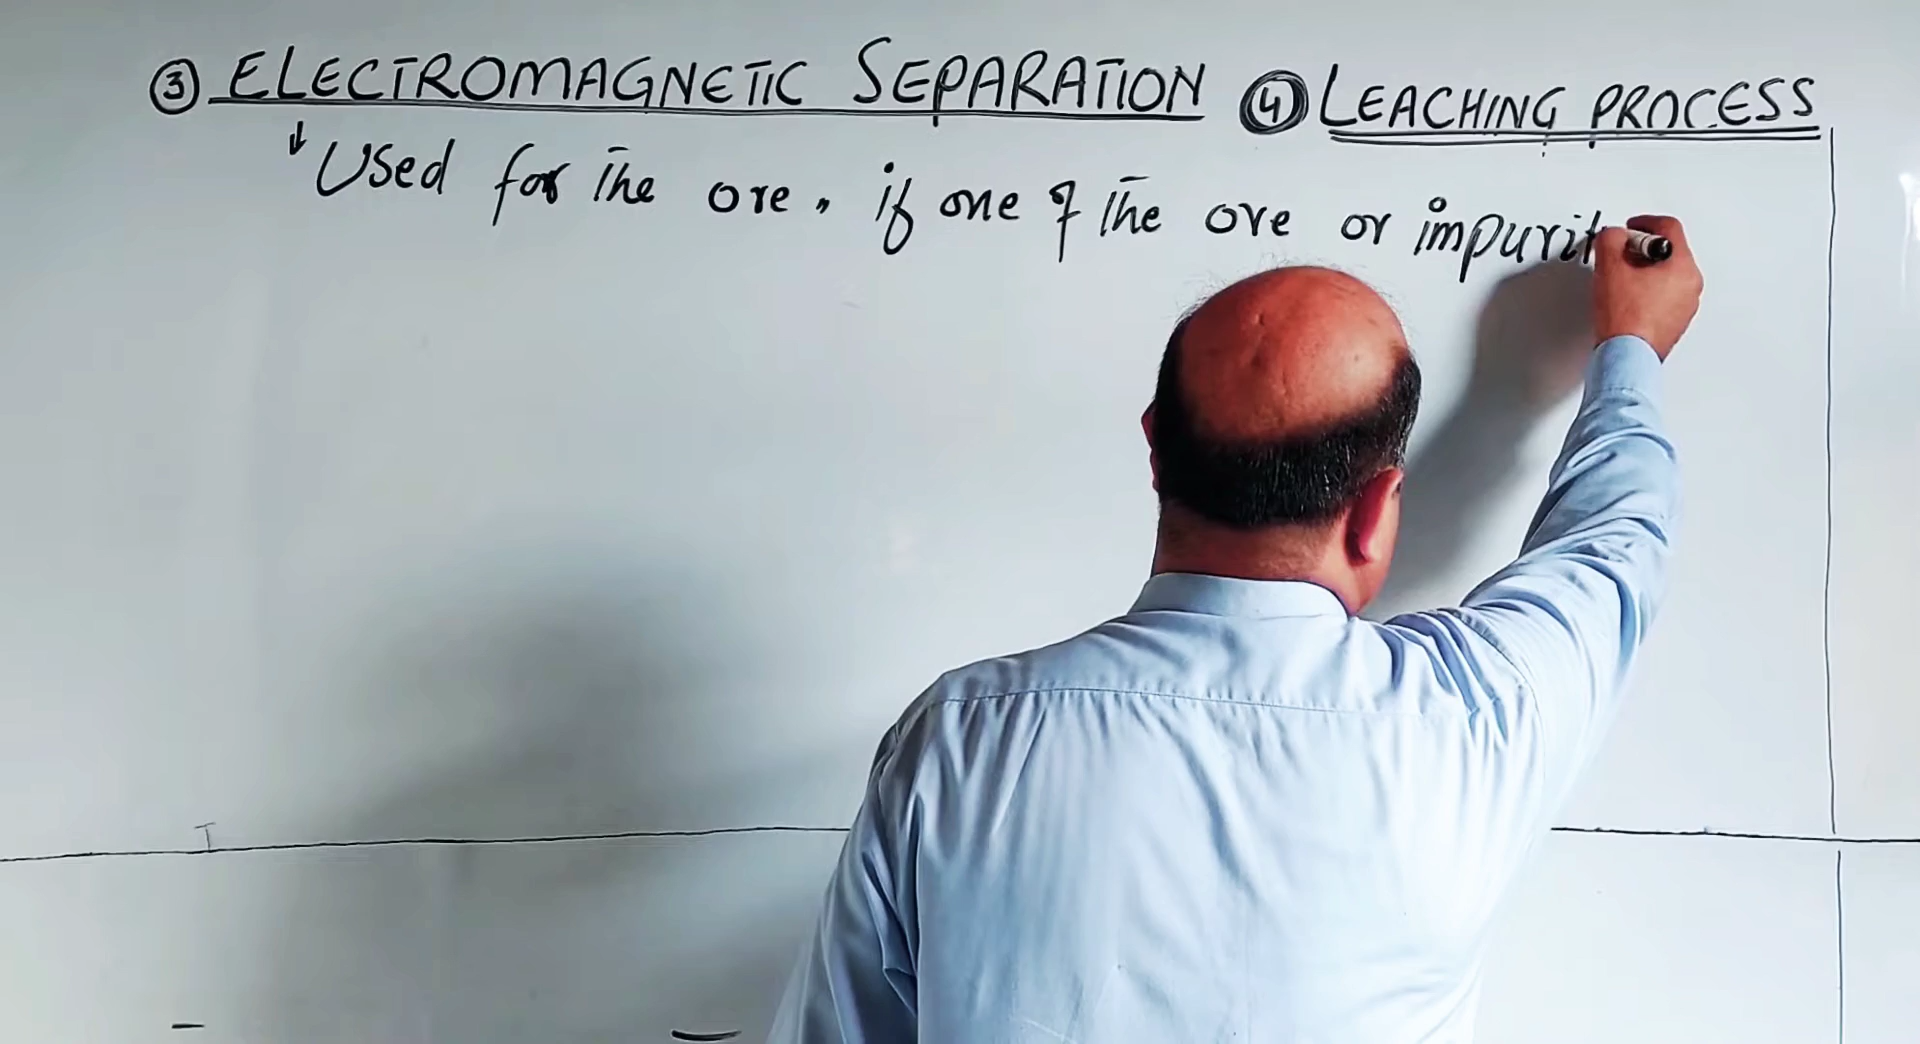 ③ ELECTROMAGNETIC SEPARATION ④ LEACHING PROCESS
↓ Used for the ore, if one of the ore or impurit